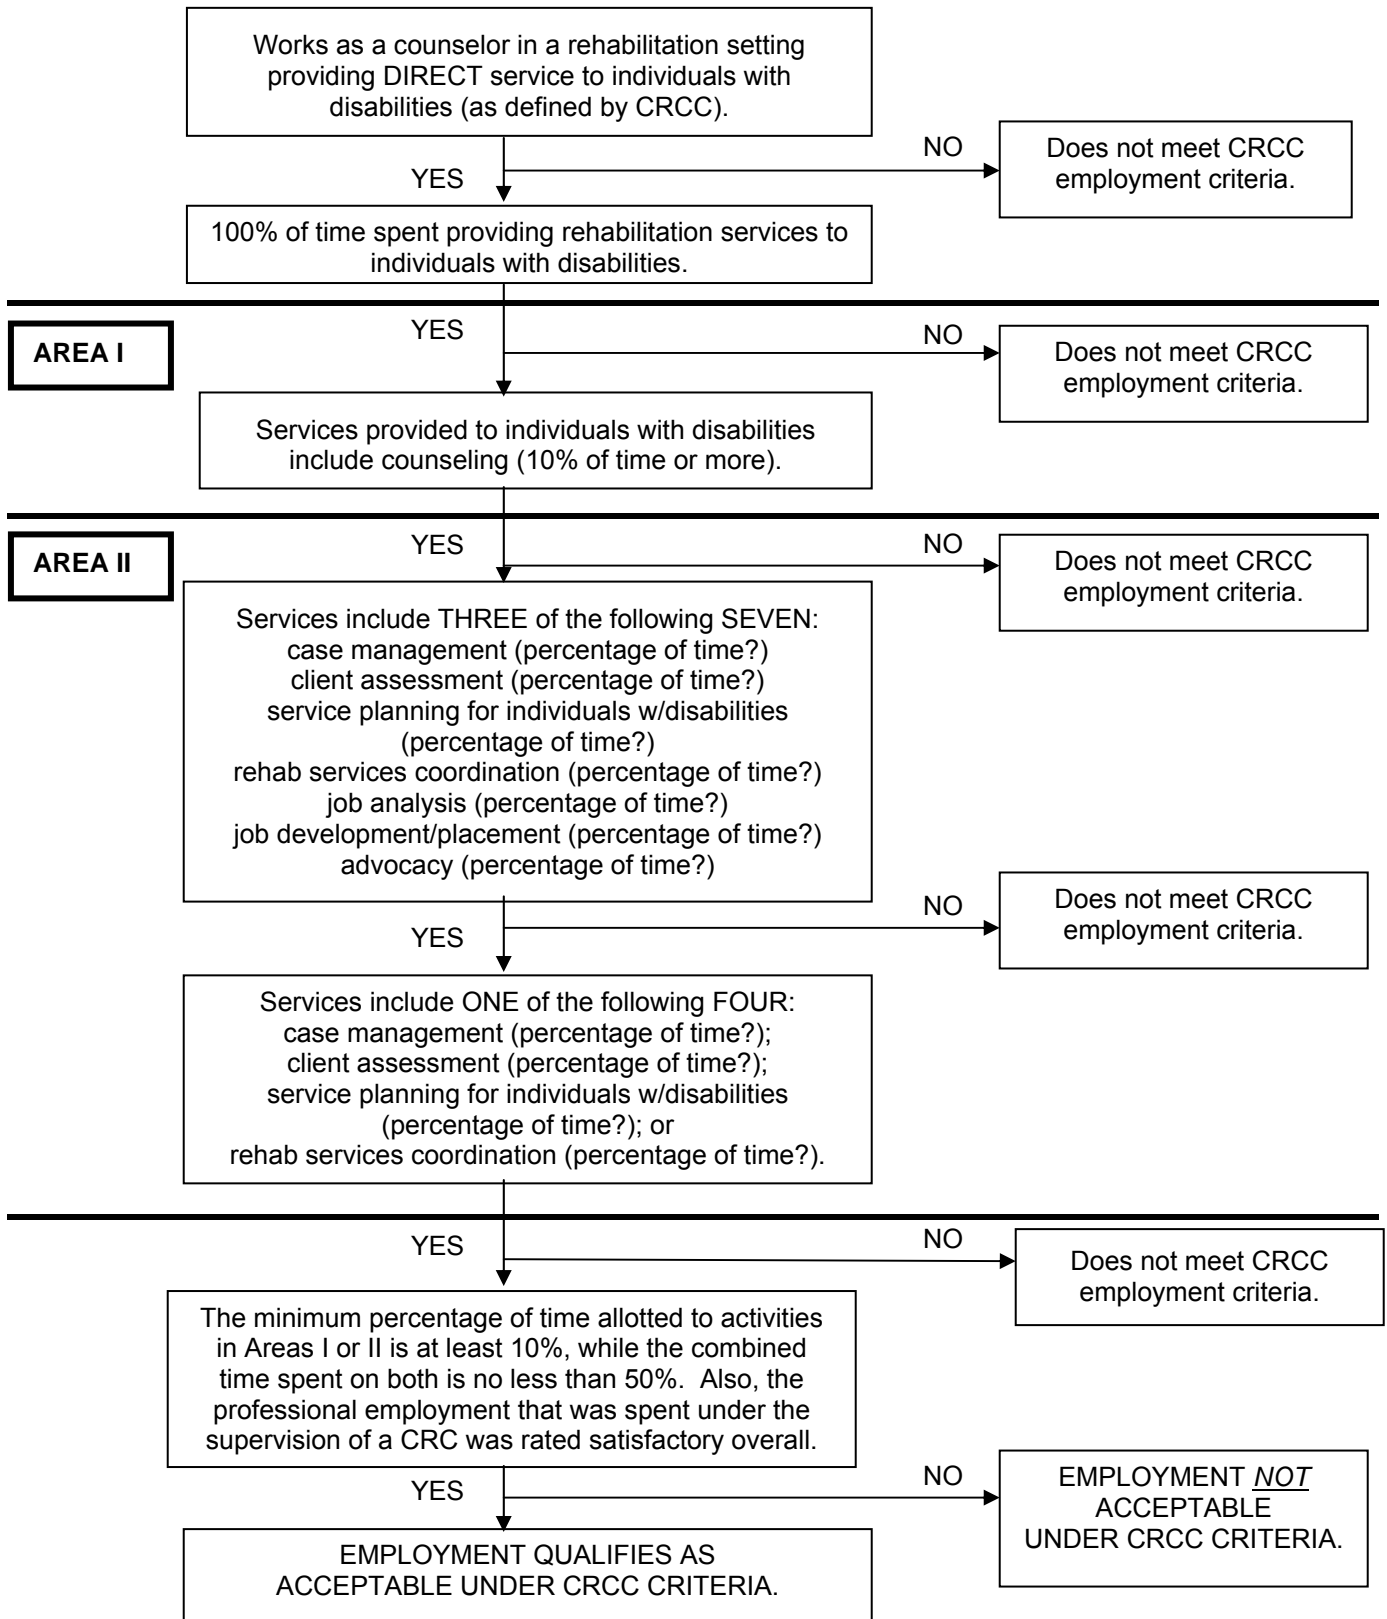 Works as a counselor in a rehabilitation setting
providing DIRECT service to individuals with
disabilities (as defined by CRCC).
NO
Does not meet CRCC
employment criteria.
YES
100% of time spent providing rehabilitation services to
individuals with disabilities.
AREA I
YES
NO
Does not meet CRCC
employment criteria.
Services provided to individuals with disabilities
include counseling (10% of time or more).
AREA II
YES
NO
Does not meet CRCC
employment criteria.
Services include THREE of the following SEVEN:
case management (percentage of time?)
client assessment (percentage of time?)
service planning for individuals w/disabilities
(percentage of time?)
rehab services coordination (percentage of time?)
job analysis (percentage of time?)
job development/placement (percentage of time?)
advocacy (percentage of time?)
NO
Does not meet CRCC
employment criteria.
YES
Services include ONE of the following FOUR:
case management (percentage of time?);
client assessment (percentage of time?);
service planning for individuals w/disabilities
(percentage of time?); or
rehab services coordination (percentage of time?).
YES
NO
Does not meet CRCC
employment criteria.
The minimum percentage of time allotted to activities
in Areas I or II is at least 10%, while the combined
time spent on both is no less than 50%.  Also, the
professional employment that was spent under the
supervision of a CRC was rated satisfactory overall.
YES
NO
EMPLOYMENT NOT
ACCEPTABLE
UNDER CRCC CRITERIA.
EMPLOYMENT QUALIFIES AS
ACCEPTABLE UNDER CRCC CRITERIA.